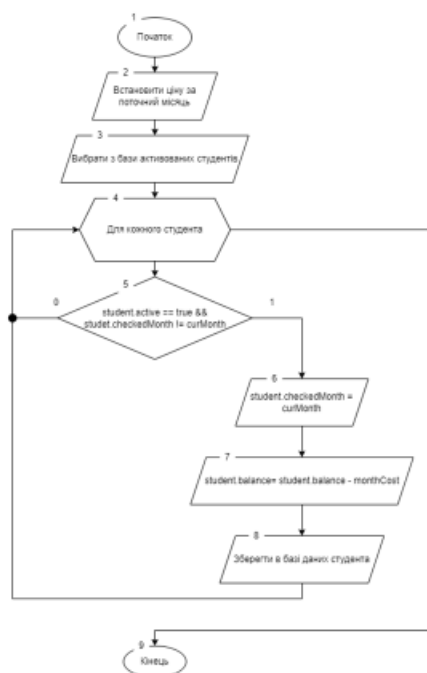 1
Початок
2
Встановити ціну за
поточний місяць
3
Вибрати з бази активованих студентів
4
Для кожного студента
5
0
1
student.active == true &&
studet.checkedMonth != curMonth
6
student.checkedMonth =
curMonth
7
student.balance= student.balance - monthCost
8
Зберегти в базі даних студента
9
Кінець